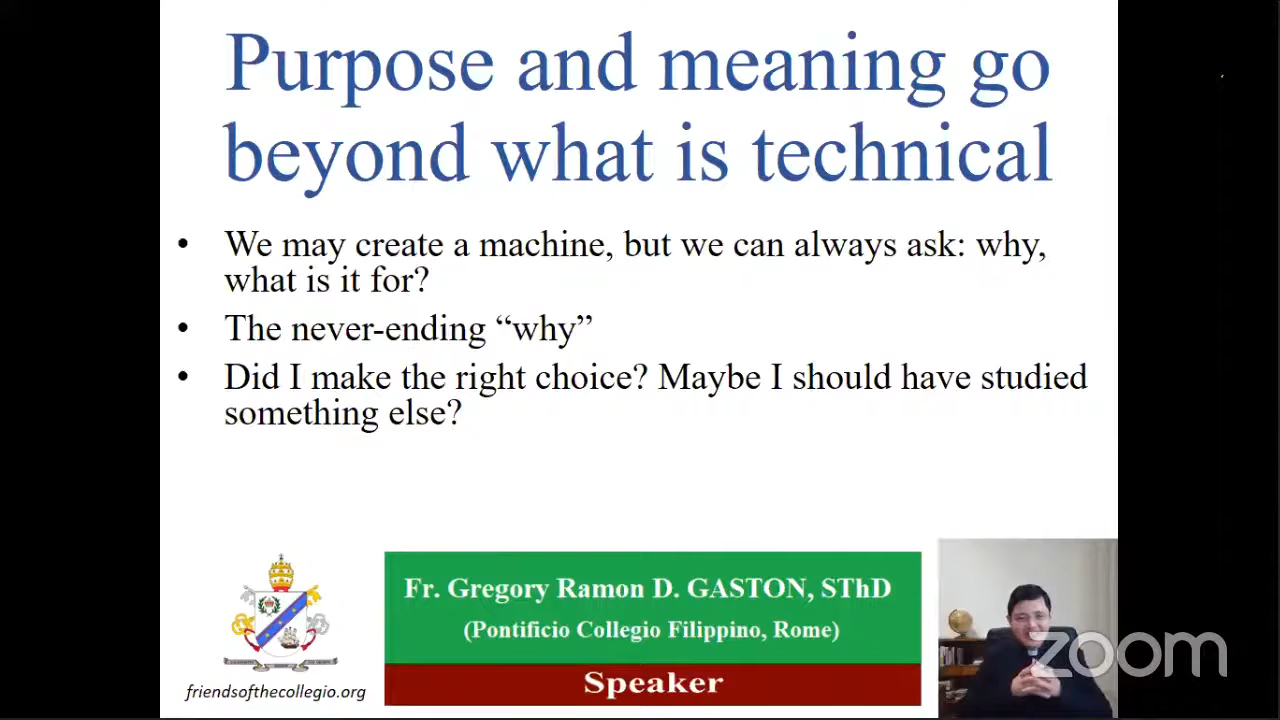 Purpose and meaning go
beyond what is technical
• We may create a machine, but we can always ask: why,
what is it for?
• The never-ending “why”
• Did I make the right choice? Maybe I should have studied
something else?
Fr. Gregory Ramon D. GASTON, SThD
(Pontificio Collegio Filippino, Rome)
Speaker
friendsofthecollegio.org
zoom